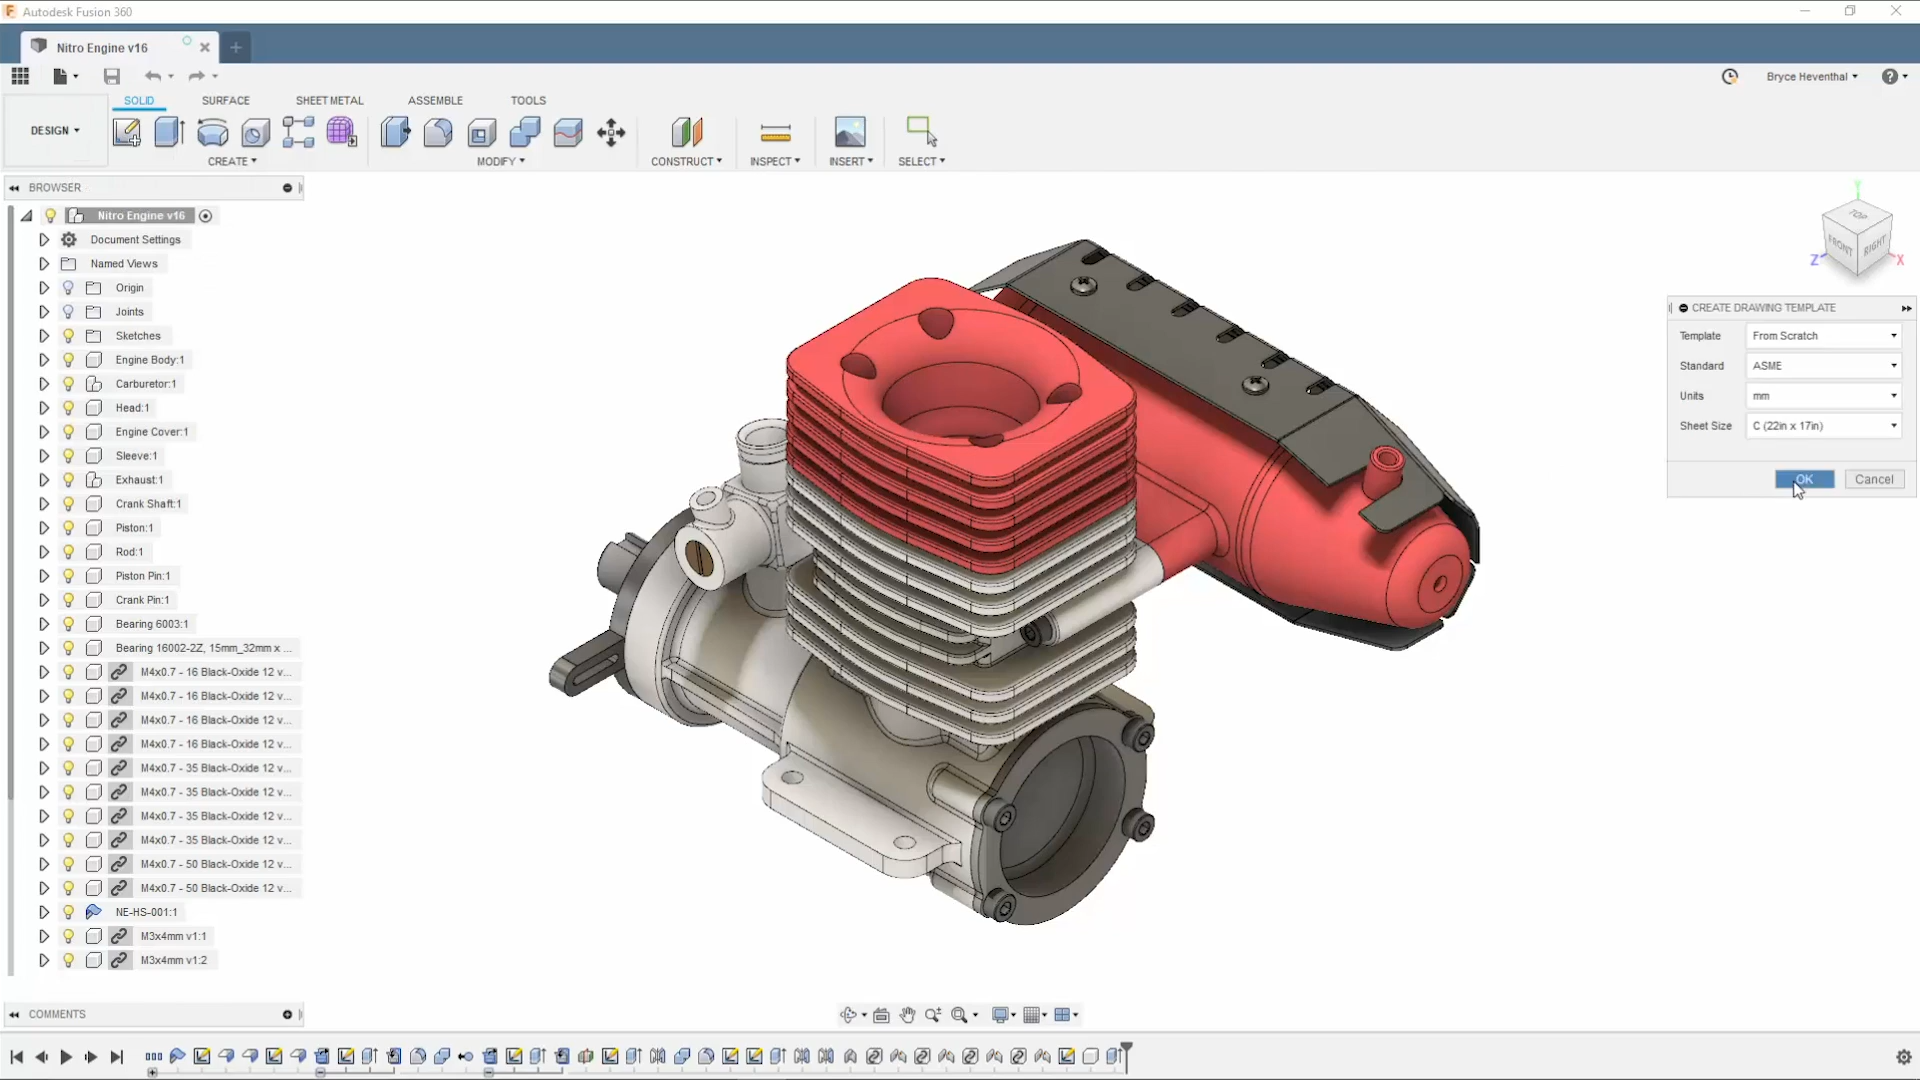 Autodesk Fusion 360
Nitro Engine v16
Bryce Heventhal
SOLID SURFACE SHEET METAL ASSEMBLE TOOLS
DESIGN
CREATE MODIFY CONSTRUCT INSPECT INSERT SELECT
BROWSER
Nitro Engine v16
Document Settings
Named Views
Origin
Joints
Sketches
Engine Body:1
Carburetor:1
Head:1
Engine Cover:1
Sleeve:1
Exhaust:1
Crank Shaft:1
Piston:1
Rod:1
Piston Pin:1
Crank Pin:1
Bearing 6003:1
Bearing 16002-2Z, 15mm_32mm x ...
M4x0.7 - 16 Black-Oxide 12 v...
M4x0.7 - 16 Black-Oxide 12 v...
M4x0.7 - 16 Black-Oxide 12 v...
M4x0.7 - 16 Black-Oxide 12 v...
M4x0.7 - 35 Black-Oxide 12 v...
M4x0.7 - 35 Black-Oxide 12 v...
M4x0.7 - 35 Black-Oxide 12 v...
M4x0.7 - 35 Black-Oxide 12 v...
M4x0.7 - 50 Black-Oxide 12 v...
M4x0.7 - 50 Black-Oxide 12 v...
NE-HS-001:1
M3x4mm v1:1
M3x4mm v1:2
COMMENTS
Y
TOP
FRONT RIGHT
Z X
CREATE DRAWING TEMPLATE
Template From Scratch
Standard ASME
Units mm
Sheet Size C (22in x 17in)
OK Cancel